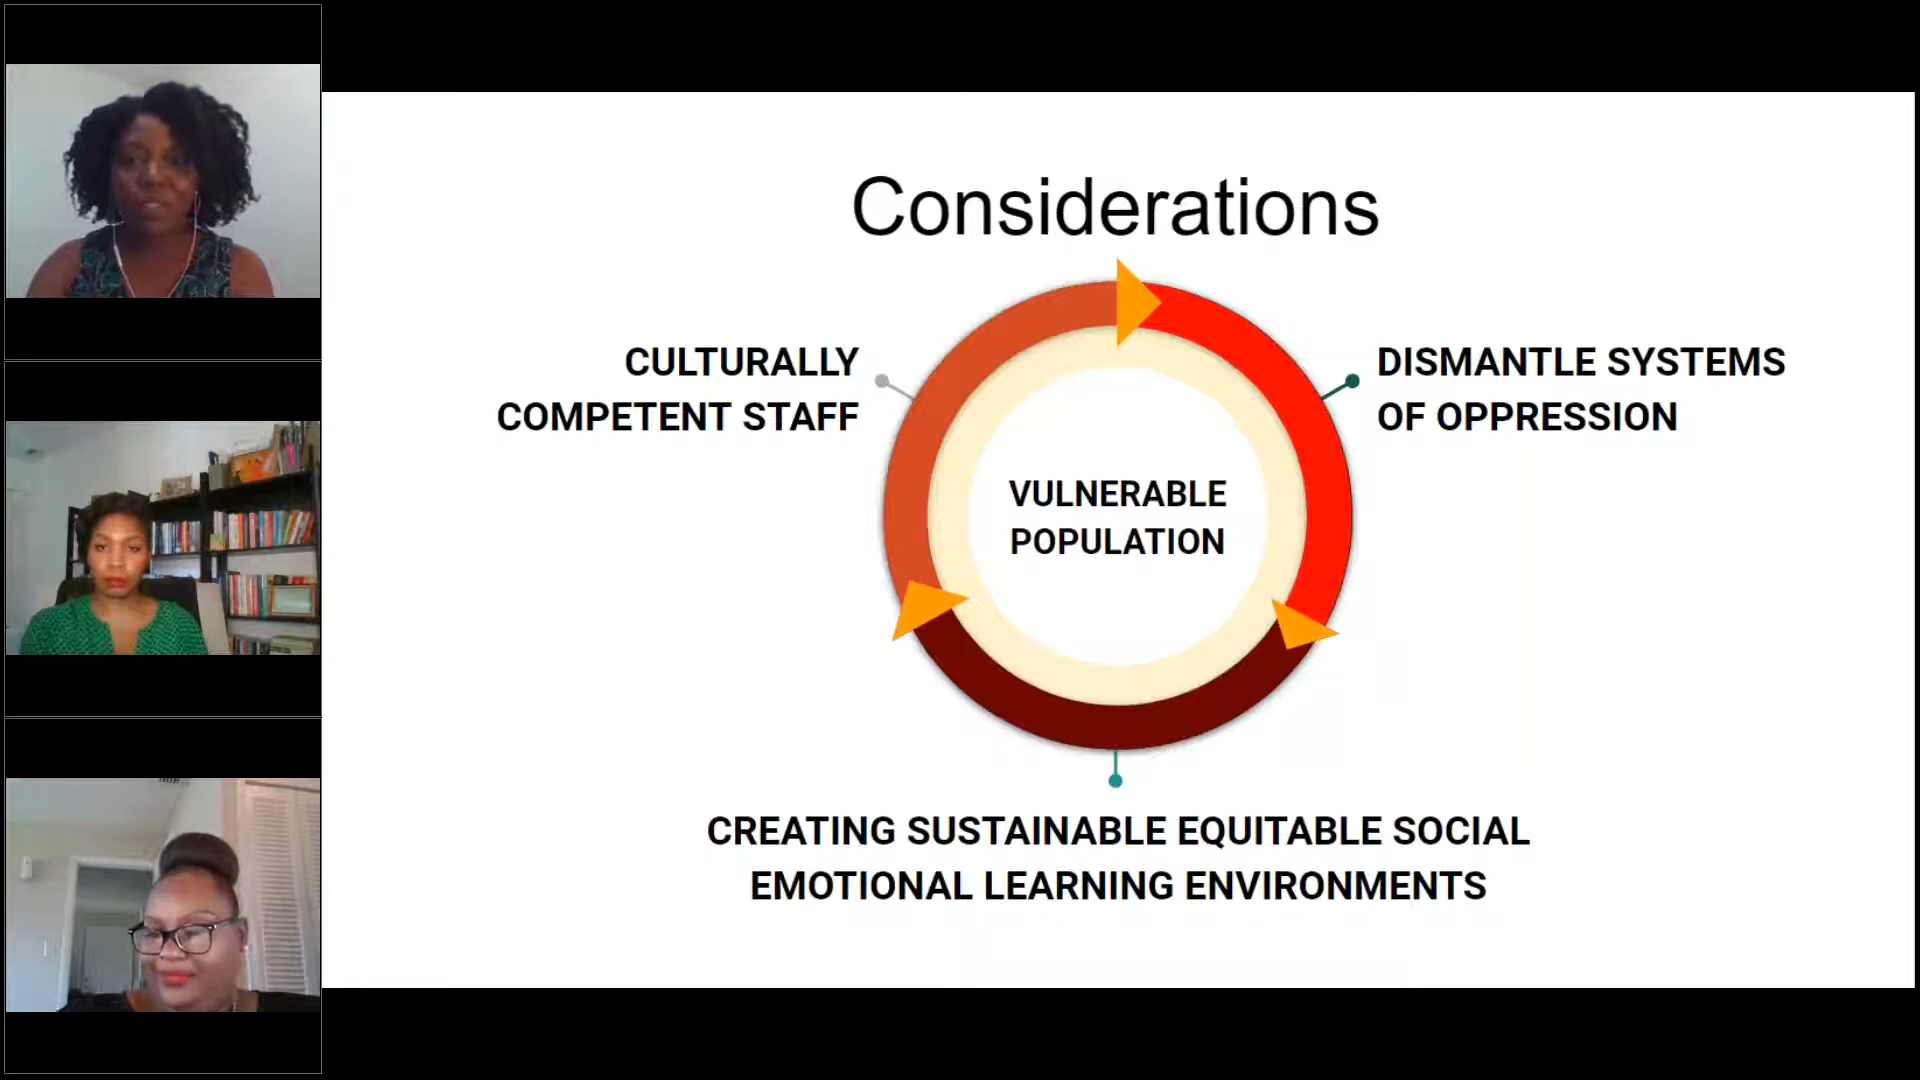 Considerations
CULTURALLY
COMPETENT STAFF
DISMANTLE SYSTEMS
OF OPPRESSION
VULNERABLE
POPULATION
CREATING SUSTAINABLE EQUITABLE SOCIAL
EMOTIONAL LEARNING ENVIRONMENTS